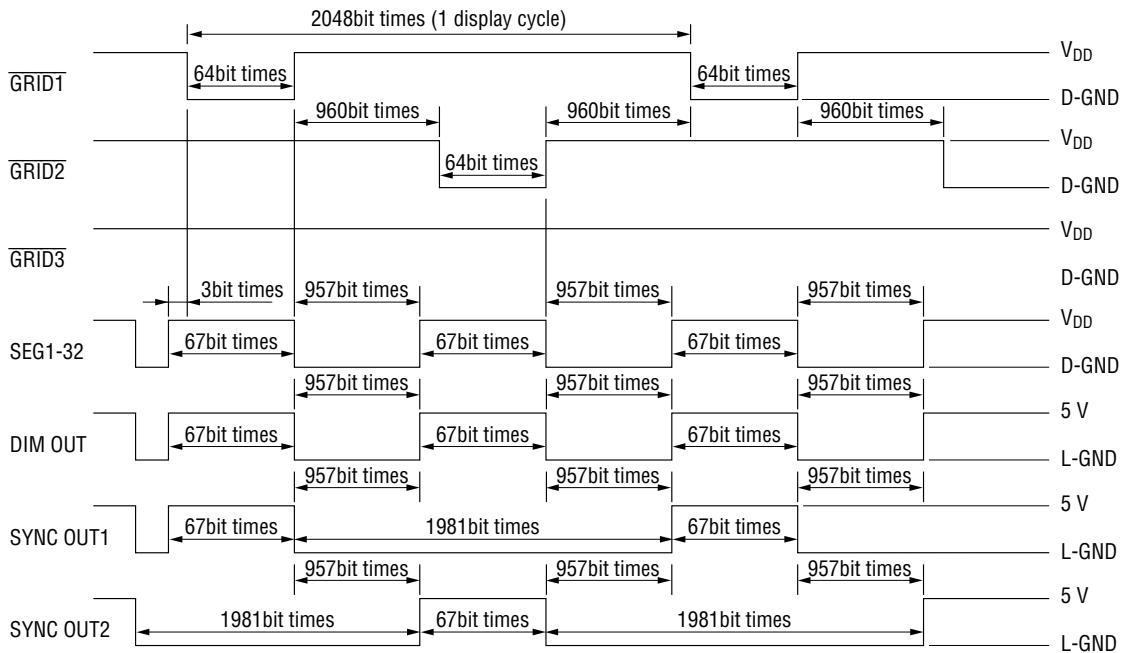 2048bit times (1 display cycle)
VDD
GRID1
64bit times
64bit times
D-GND
960bit times
960bit times
960bit times
VDD
GRID2
64bit times
D-GND
VDD
GRID3
D-GND
3bit times
957bit times
957bit times
957bit times
VDD
SEG1-32
67bit times
67bit times
67bit times
D-GND
957bit times
957bit times
957bit times
5 V
DIM OUT
67bit times
67bit times
67bit times
L-GND
957bit times
957bit times
957bit times
5 V
SYNC OUT1
67bit times
1981bit times
67bit times
L-GND
957bit times
957bit times
957bit times
5 V
SYNC OUT2
1981bit times
67bit times
1981bit times
L-GND